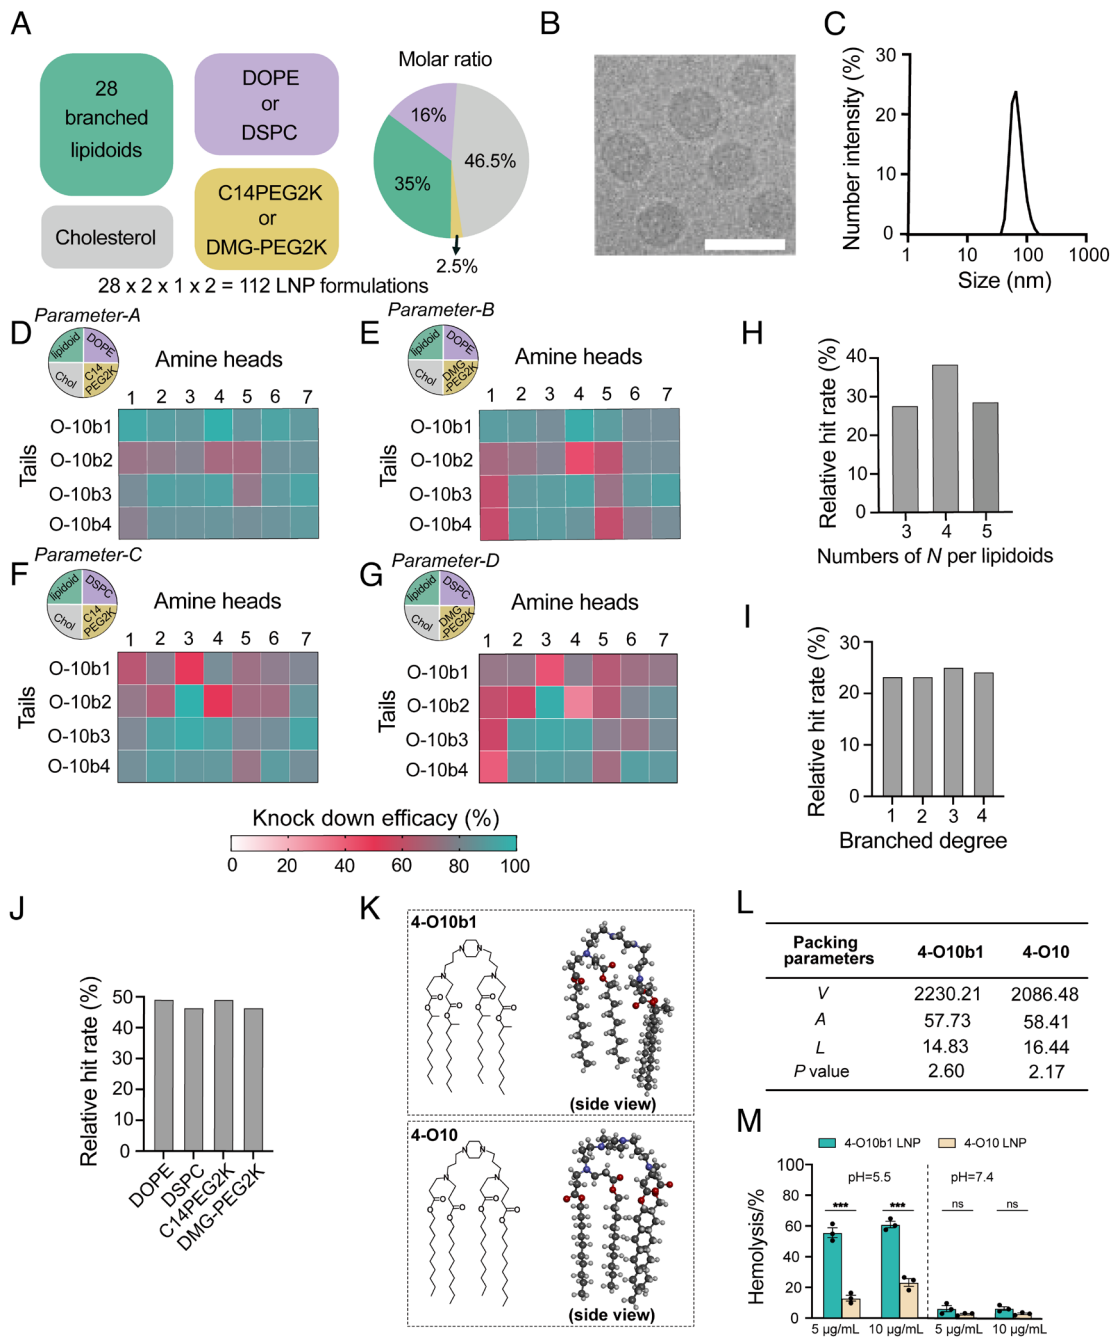 A
28
branched
lipidoids
DOPE
or
DSPC
Cholesterol
C14PEG2K
or
DMG-PEG2K
28 x 2 x 1 x 2 = 112 LNP formulations
Molar ratio
16%
46.5%
35%
2.5%
B
C
Number intensity (%)
30
20
10
0
1
10
100
1000
Size (nm)
D
Parameter-A
lipidoid
DOPE
Chol
C14
PEG2K
Amine heads
1 2 3 4 5 6 7
Tails
O-10b1
O-10b2
O-10b3
O-10b4
E
Parameter-B
lipidoid
DOPE
Chol
DMG
-PEG2K
Amine heads
1 2 3 4 5 6 7
Tails
O-10b1
O-10b2
O-10b3
O-10b4
F
Parameter-C
lipidoid
DSPC
Chol
C14
PEG2K
Amine heads
1 2 3 4 5 6 7
Tails
O-10b1
O-10b2
O-10b3
O-10b4
G
Parameter-D
lipidoid
DSPC
Chol
DMG
-PEG2K
Amine heads
1 2 3 4 5 6 7
Tails
O-10b1
O-10b2
O-10b3
O-10b4
Knock down efficacy (%)
0 20 40 60 80 100
H
Relative hit rate (%)
40
30
20
10
0
3 4 5
Numbers of N per lipidoids
I
Relative hit rate (%)
30
20
10
0
1 2 3 4
Branched degree
J
Relative hit rate (%)
50
40
30
20
10
0
DOPE
DSPC
C14PEG2K
DMG-PEG2K
K
4-O10b1
N N
N N
O O O O
O O O O
(side view)
4-O10
N N
N N
O O O O
O O O O
(side view)
L
Packing
parameters
4-O10b1
4-O10
V 2230.21 2086.48
A 57.73 58.41
L 14.83 16.44
P value 2.60 2.17
M
4-O10b1 LNP
4-O10 LNP
Hemolysis/%
100
80
60
40
20
0
pH=5.5
pH=7.4
*** *** ns ns
5 µg/mL 10 µg/mL 5 µg/mL 10 µg/mL